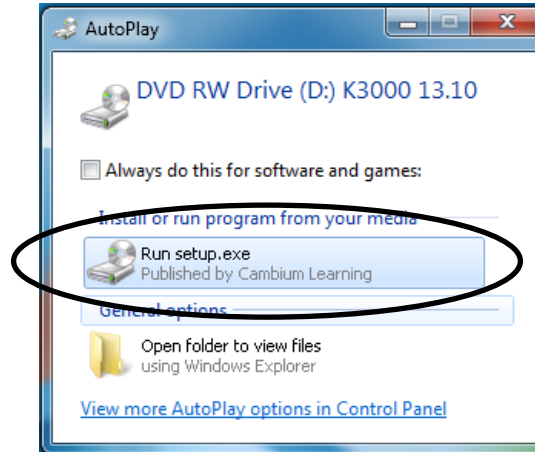 AutoPlay
DVD RW Drive (D:) K3000 13.10
Always do this for software and games:
Install or run program from your media
Run setup.exe
Published by Cambium Learning
General options
Open folder to view files
using Windows Explorer
View more AutoPlay options in Control Panel